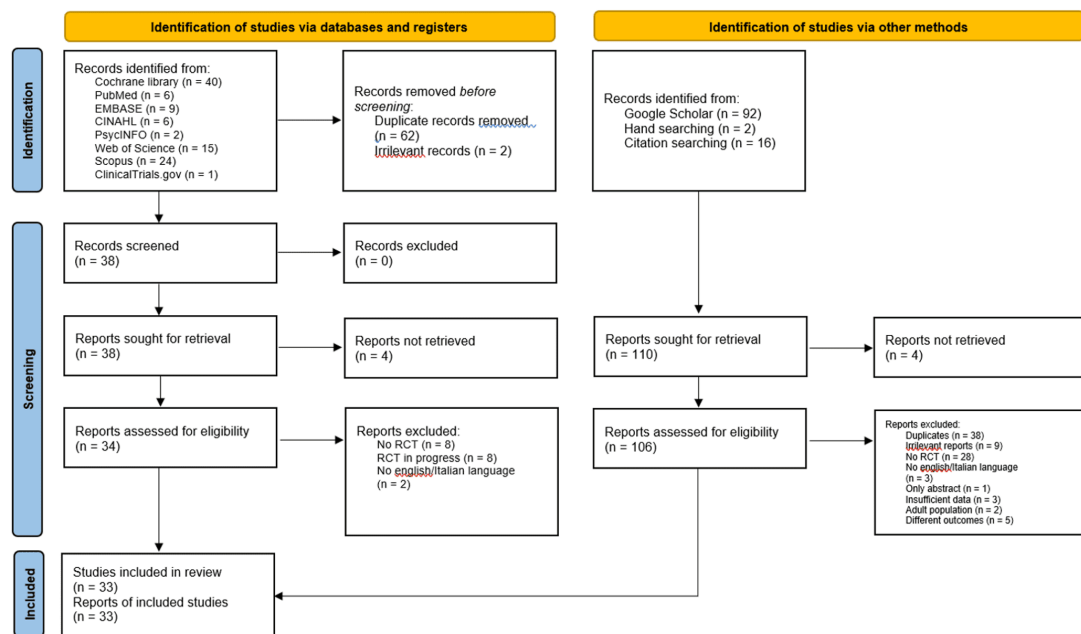 Identification of studies via databases and registers
Identification of studies via other methods
Identification
Records identified from:
Cochrane library (n = 40)
PubMed (n = 6)
EMBASE (n = 9)
CINAHL (n = 6)
PsycINFO (n = 2)
Web of Science (n = 15)
Scopus (n = 24)
ClinicalTrials.gov (n = 1)
Records removed before
screening:
Duplicate records removed
(n = 62)
Irrilevant records (n = 2)
Records identified from:
Google Scholar (n = 92)
Hand searching (n = 2)
Citation searching (n = 16)
Screening
Records screened
(n = 38)
Records excluded
(n = 0)
Reports sought for retrieval
(n = 38)
Reports not retrieved
(n = 4)
Reports sought for retrieval
(n = 110)
Reports not retrieved
(n = 4)
Reports assessed for eligibility
(n = 34)
Reports excluded:
No RCT (n = 8)
RCT in progress (n = 8)
No english/Italian language
(n = 2)
Reports assessed for eligibility
(n = 106)
Reports excluded:
Duplicates (n = 38)
Irrilevant reports (n = 9)
No RCT (n = 28)
No english/Italian language
(n = 3)
Only abstract (n = 1)
Insufficient data (n = 3)
Adult population (n = 2)
Different outcomes (n = 5)
Included
Studies included in review
(n = 33)
Reports of included studies
(n = 33)